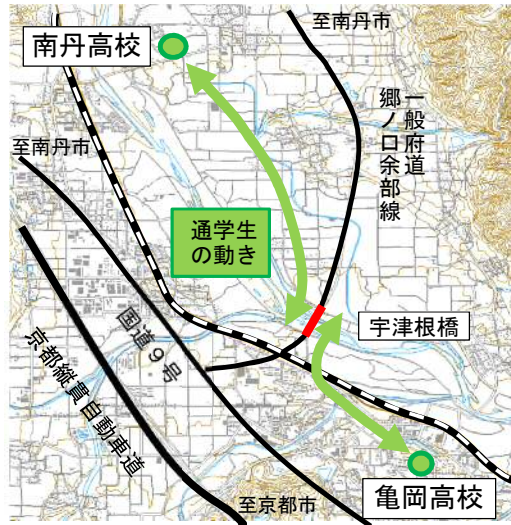 南丹高校
至南丹市
一般府道
郷ノ口余部線
至南丹市
通学生
の動き
宇津根橋
国道9号
京都縦貫自動車道
亀岡高校
至京都市